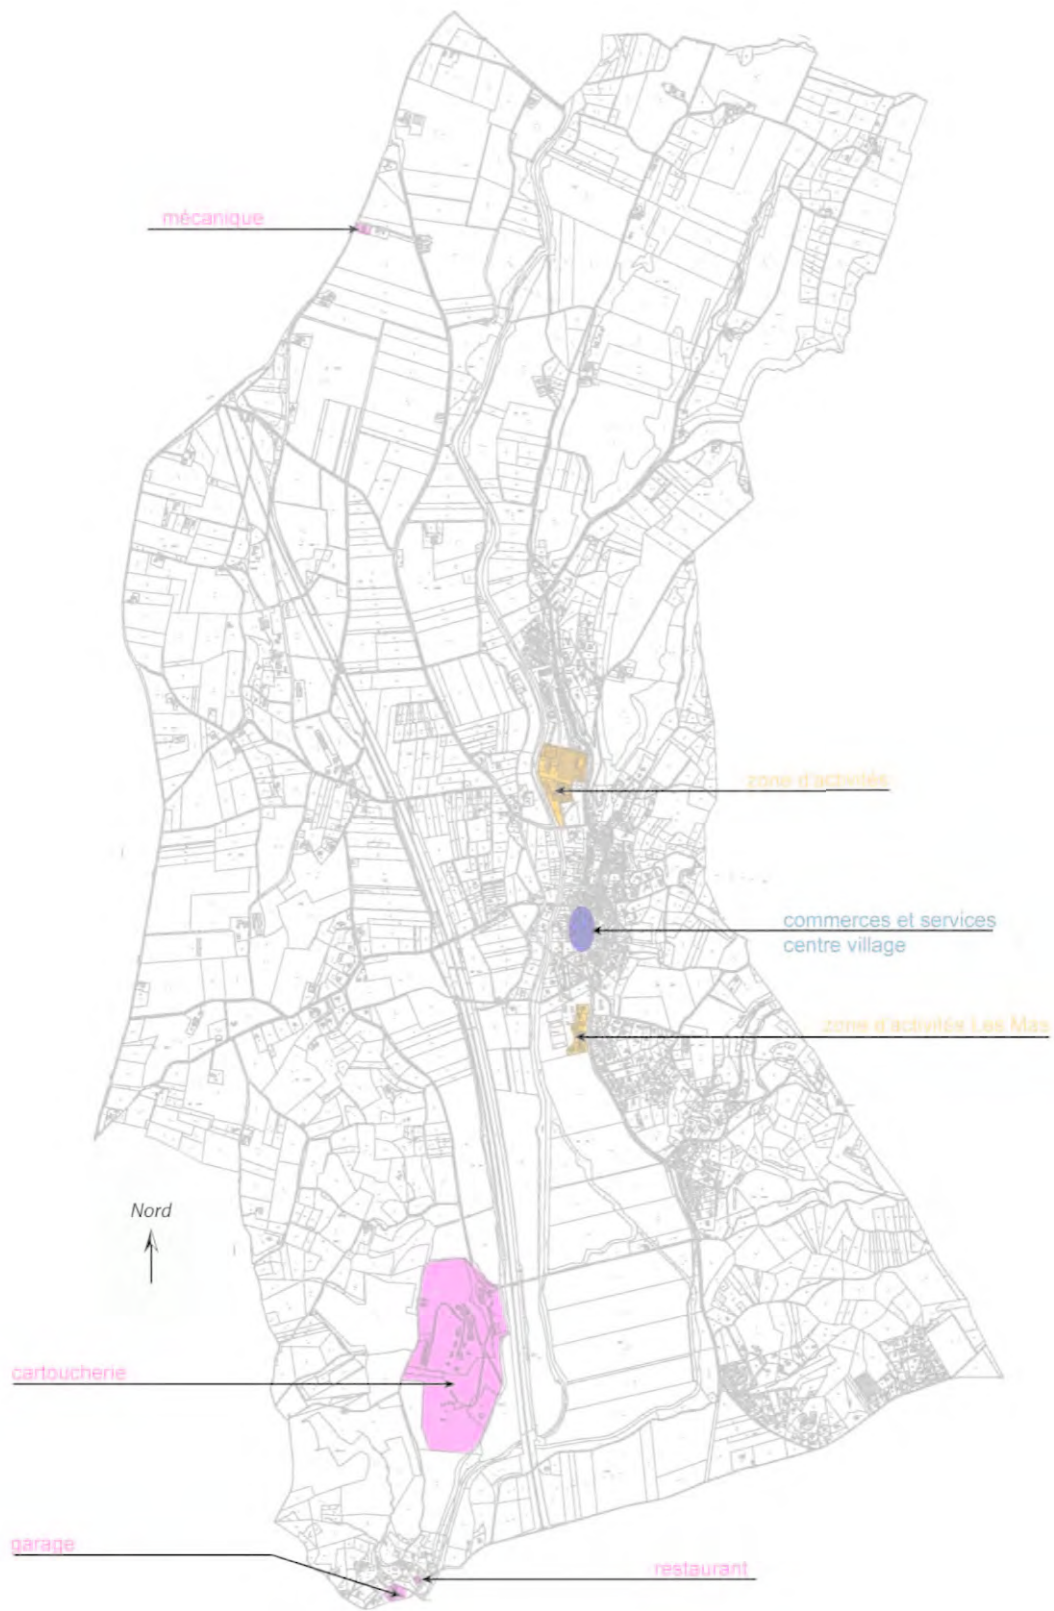 mécanique
zone d'activités
commerces et services
centre village
zone d'activités Les Mas
Nord
cartoucherie
garage
restaurant